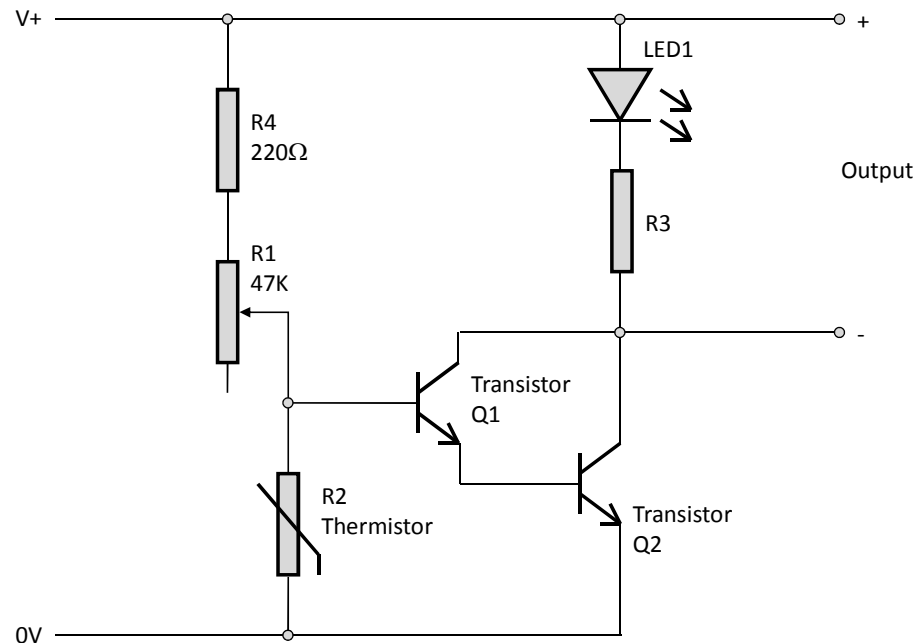 V+
+
LED1
R4
220Ω
Output
R3
R1
47K
-
Transistor
Q1
R2
Thermistor
Transistor
Q2
0V